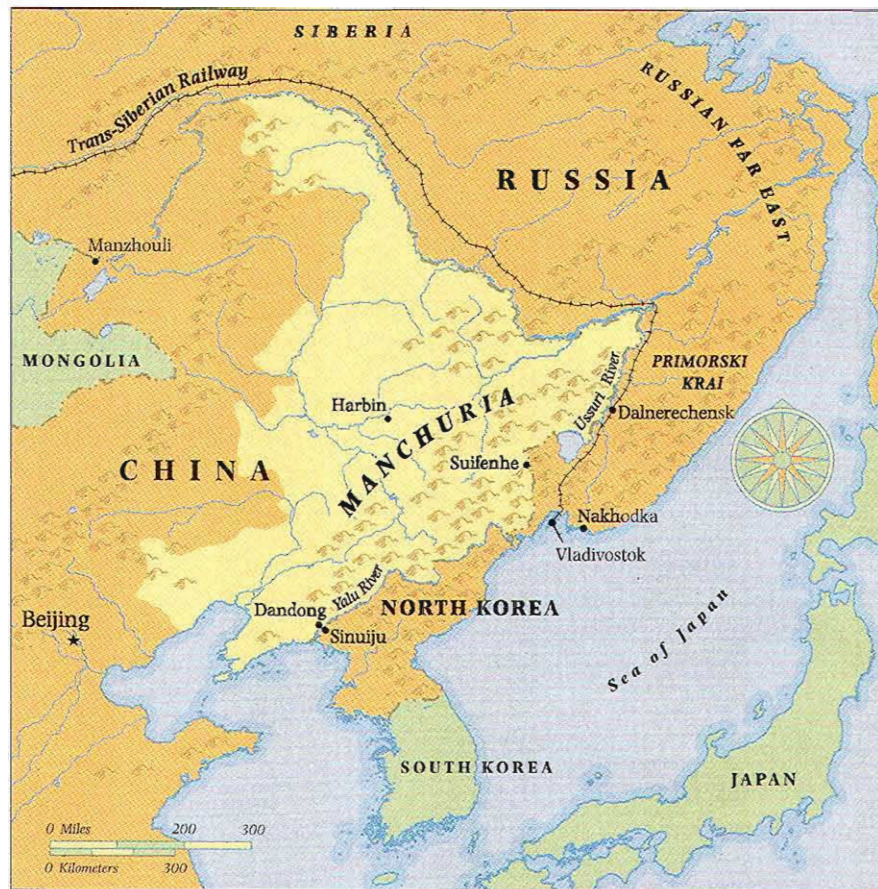 SIBERIA
Trans-Siberian Railway
RUSSIAN FAR EAST
RUSSIA
Manzhouli
MONGOLIA
PRIMORSKI
KRAI
Ussuri River
Harbin
Dalnerechensk
MANCHURIA
CHINA
Suifenhe
Nakhodka
Vladivostok
Yalu River
Dandong
NORTH KOREA
Beijing
Sinuiju
Sea of Japan
SOUTH KOREA
JAPAN
0 Miles 200 300
0 Kilometers 300